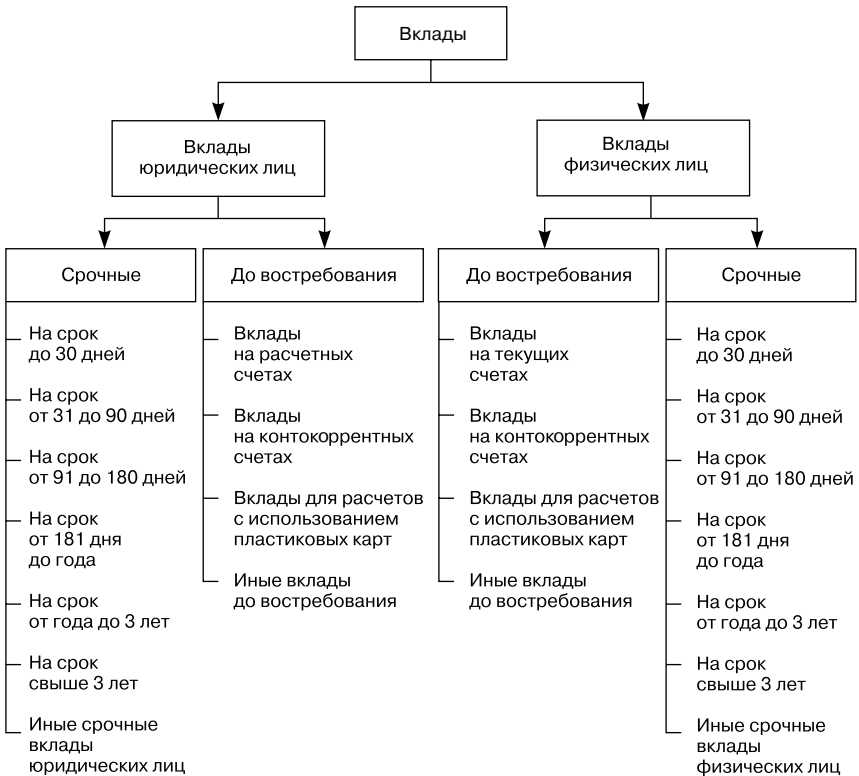 Вклады
Вклады
юридических лиц
Вклады
физических лиц
Срочные
До востребования
До востребования
Срочные
На срок
до 30 дней
На срок
от 31 до 90 дней
На срок
от 91 до 180 дней
На срок
от 181 дня
до года
На срок
от года до 3 лет
На срок
свыше 3 лет
Иные срочные
вклады
юридических лиц
Вклады
на расчетных
счетах
Вклады
на контокоррентных
счетах
Вклады для расчетов
с использованием
пластиковых карт
Иные вклады
до востребования
Вклады
на текущих
счетах
Вклады
на контокоррентных
счетах
Вклады для расчетов
с использованием
пластиковых карт
Иные вклады
до востребования
На срок
до 30 дней
На срок
от 31 до 90 дней
На срок
от 91 до 180 дней
На срок
от 181 дня
до года
На срок
от года до 3 лет
На срок
свыше 3 лет
Иные срочные
вклады
физических лиц